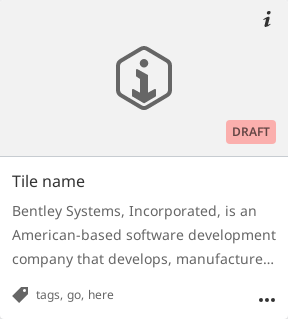 DRAFT
Tile name
Bentley Systems, Incorporated, is an
American-based software development
company that develops, manufacture...
tags, go, here